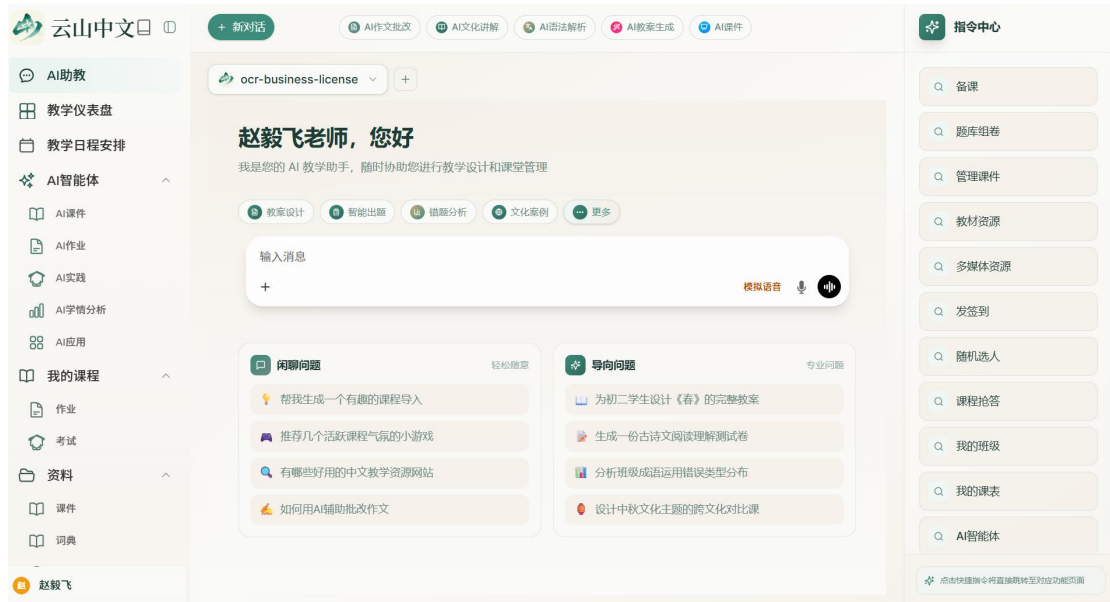 云山中文
AI助教
教学仪表盘
教学日程安排
AI智能体
AI课件
AI作业
AI实践
AI学情分析
AI应用
我的课程
作业
考试
资料
课件
词典
赵
赵毅飞
+ 新对话
AI作文批改
AI文化讲解
AI语法解析
AI教案生成
AI课件
ocr-business-license
+
赵毅飞老师，您好
我是您的 AI 教学助手，随时协助您进行教学设计和课堂管理
教案设计
智能出题
错题分析
文化案例
更多
输入消息
+
模拟语音
闲聊问题
轻松随意
帮我生成一个有趣的课程导入
推荐几个活跃课程气氛的小游戏
有哪些好用的中文教学资源网站
如何用AI辅助批改作文
导向问题
专业问题
为初二学生设计《春》的完整教案
生成一份古诗文阅读理解测试卷
分析班级成语运用错误类型分布
设计中秋文化主题的跨文化对比课
指令中心
备课
题库组卷
管理课件
教材资源
多媒体资源
发签到
随机选人
课程抢答
我的班级
我的课表
AI智能体
点击快捷指令将直接跳转至对应功能页面